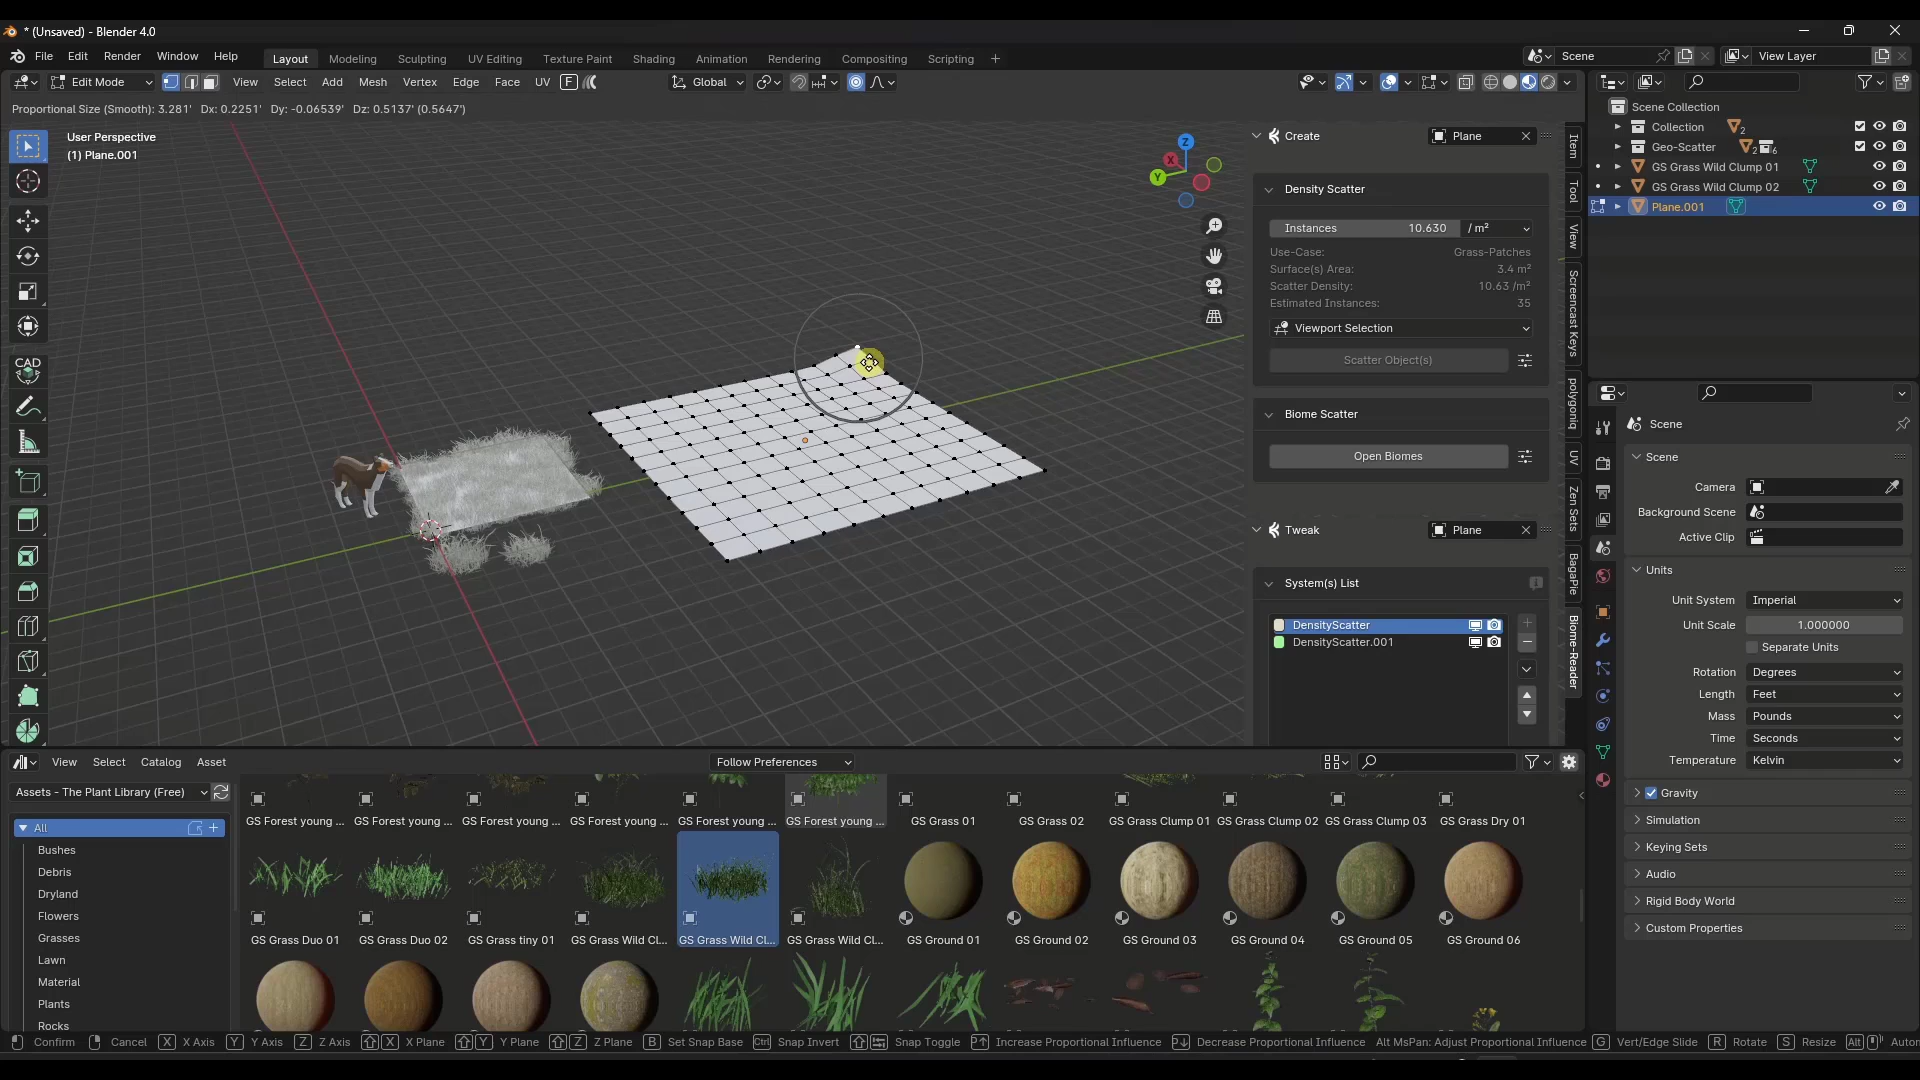 * (Unsaved) - Blender 4.0
File Edit Render Window Help
Layout Modeling Sculpting UV Editing Texture Paint Shading Animation Rendering Compositing Scripting +
Scene
View Layer
Edit Mode View Select Add Mesh Vertex Edge Face UV
Global
Proportional Size (Smooth): 3.281' Dx: 0.2251' Dy: -0.06539' Dz: 0.5137' (0.5647')
User Perspective
(1) Plane.001
CAD
Z
X
Y
Create
Plane
Density Scatter
Instances 10.630 / m²
Use-Case: Grass-Patches
Surface(s) Area: 3.4 m²
Scatter Density: 10.63 /m²
Estimated Instances: 35
Viewport Selection
Scatter Object(s)
Biome Scatter
Open Biomes
Tweak
Plane
System(s) List
DensityScatter
DensityScatter.001
Item
Tool
View
Screencast Keys
polygoniq
UV
Zen Sets
BagaPie
Biome-Reader
Scene Collection
Collection 2
Geo-Scatter 2 6
GS Grass Wild Clump 01
GS Grass Wild Clump 02
Plane.001
Scene
Scene
Camera
Background Scene
Active Clip
Units
Unit System Imperial
Unit Scale 1.000000
Separate Units
Rotation Degrees
Length Feet
Mass Pounds
Time Seconds
Temperature Kelvin
Gravity
Simulation
Keying Sets
Audio
Rigid Body World
Custom Properties
View Select Catalog Asset
Follow Preferences
Assets - The Plant Library (Free)
All
Bushes
Debris
Dryland
Flowers
Grasses
Lawn
Material
Plants
Rocks
GS Forest young ... GS Forest young ... GS Forest young ... GS Forest young ... GS Forest young ... GS Forest young ... GS Grass 01 GS Grass 02 GS Grass Clump 01 GS Grass Clump 02 GS Grass Clump 03 GS Grass Dry 01
GS Grass Duo 01 GS Grass Duo 02 GS Grass tiny 01 GS Grass Wild Cl... GS Grass Wild Cl... GS Grass Wild Cl... GS Ground 01 GS Ground 02 GS Ground 03 GS Ground 04 GS Ground 05 GS Ground 06
Confirm Cancel X X Axis Y Y Axis Z Z Axis X X Plane Y Y Plane Z Z Plane B Set Snap Base Ctrl Snap Invert Snap Toggle Increase Proportional Influence Decrease Proportional Influence Alt MsPan: Adjust Proportional Influence G Vert/Edge Slide R Rotate S Resize Alt Autom